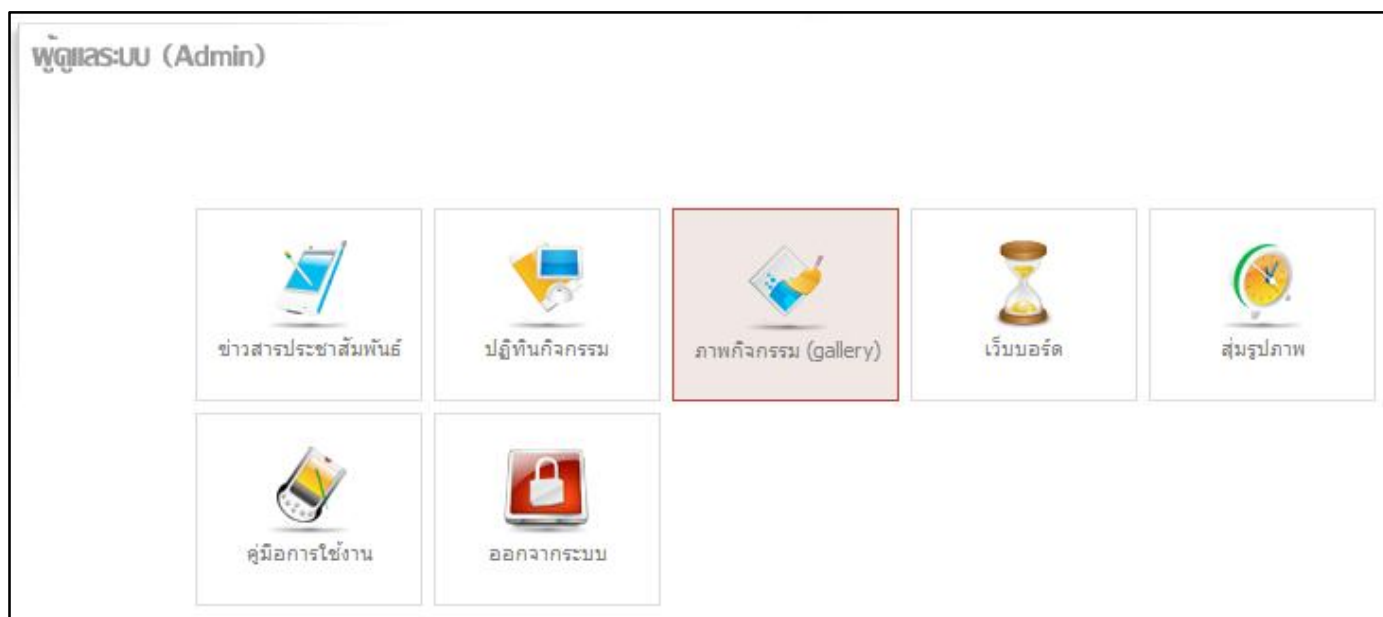 ผู้ดูแลระบบ (Admin)
ข่าวสารประชาสัมพันธ์
ปฏิทินกิจกรรม
ภาพกิจกรรม (gallery)
เว็บบอร์ด
สุ่มรูปภาพ
คู่มือการใช้งาน
ออกจากระบบ